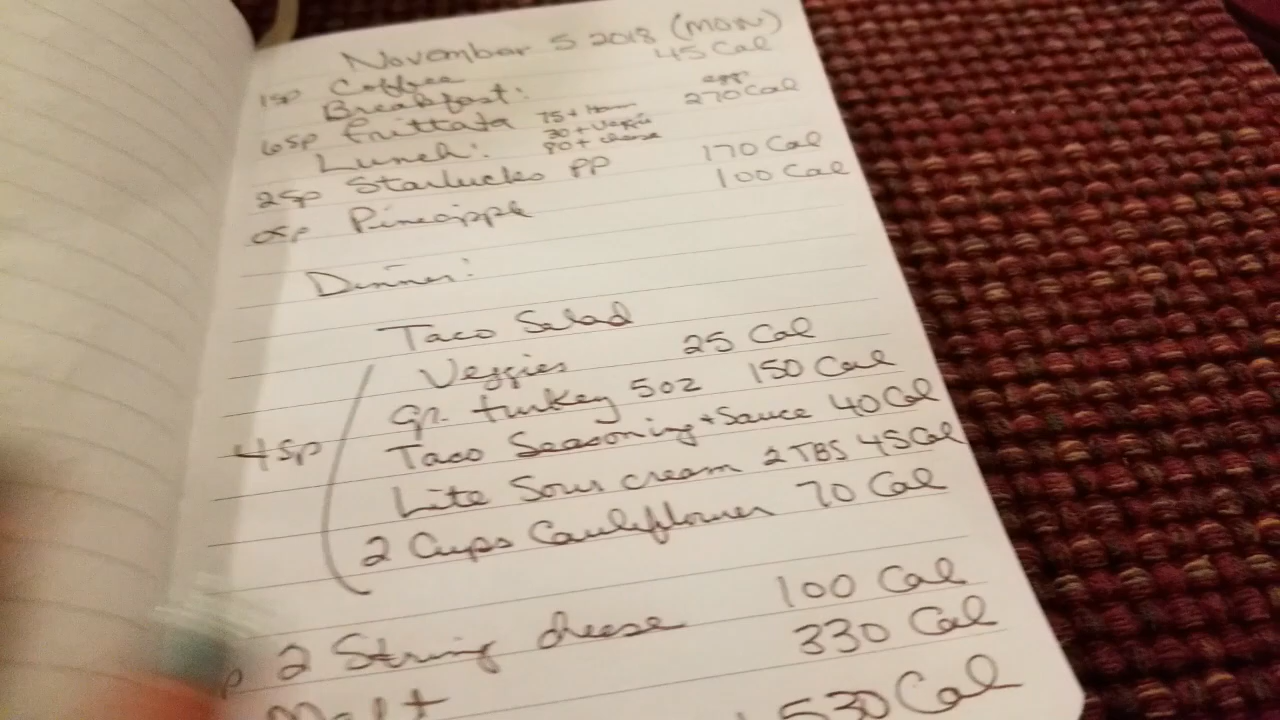 November 5 2018 (MON)
1sp Coffee 45 Cal
Breakfast: egg
6sp Frittata 75+Ham 30+Veggie 80+cheese 270 Cal
Lunch:
2sp Starbucks PP 170 Cal
0sp Pineapple 100 Cal
Dinner:
Taco Salad
Veggies 25 Cal
4sp Gr. turkey 5oz 150 Cal
Taco Seasoning + Sauce 40 Cal
Lite Sour cream 2 TBS 45 Cal
2 Cups Cauliflower 70 Cal
p 2 String cheese 100 Cal
330 Cal
530 Cal